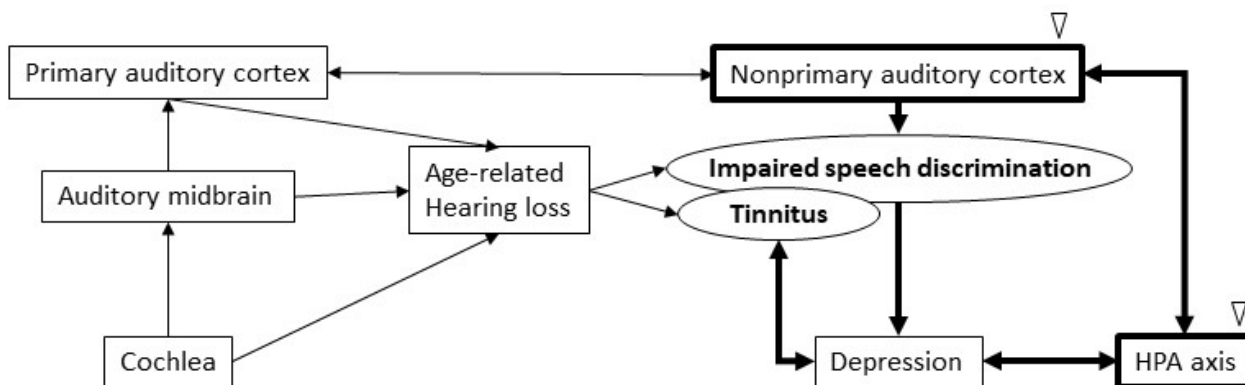 Primary auditory cortex
Nonprimary auditory cortex
Auditory midbrain
Age-related
Hearing loss
Impaired speech discrimination
Tinnitus
Cochlea
Depression
HPA axis